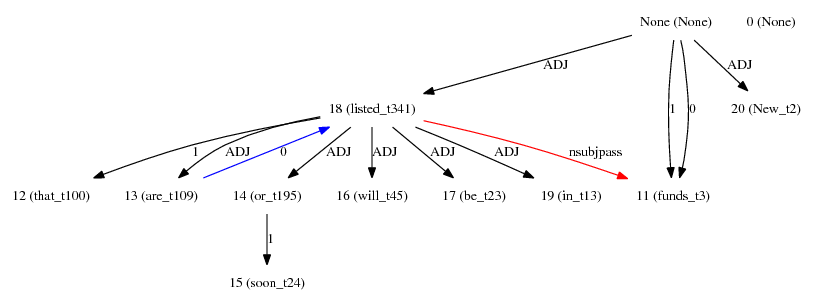 None (None) 0 (None)
ADJ ADJ
18 (listed_t341) 1 0 20 (New_t2)
1 ADJ 0 ADJ ADJ ADJ ADJ nsubjpass
12 (that_t100) 13 (are_t109) 14 (or_t195) 16 (will_t45) 17 (be_t23) 19 (in_t13) 11 (funds_t3)
1
15 (soon_t24)